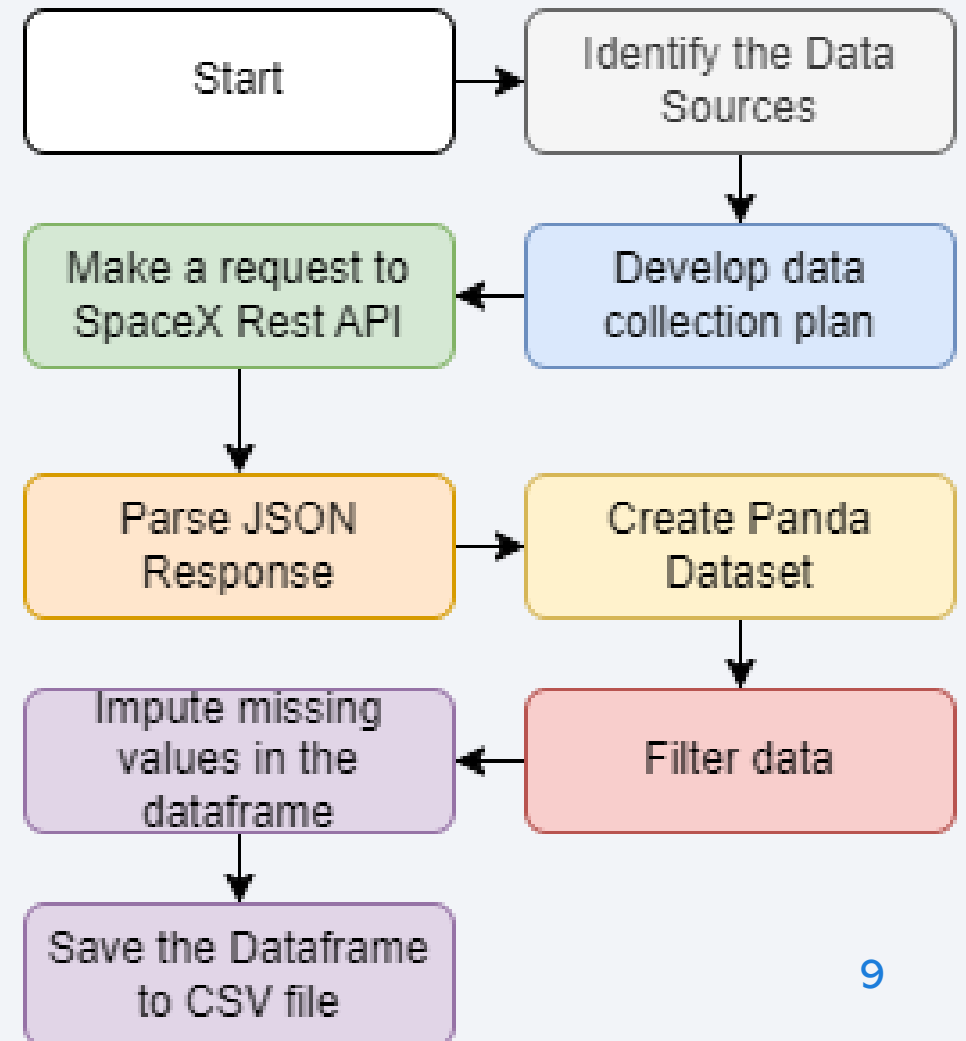 Start
Identify the Data
Sources
Develop data
collection plan
Make a request to
SpaceX Rest API
Parse JSON
Response
Create Panda
Dataset
Filter data
Impute missing
values in the
dataframe
Save the Dataframe
to CSV file
9